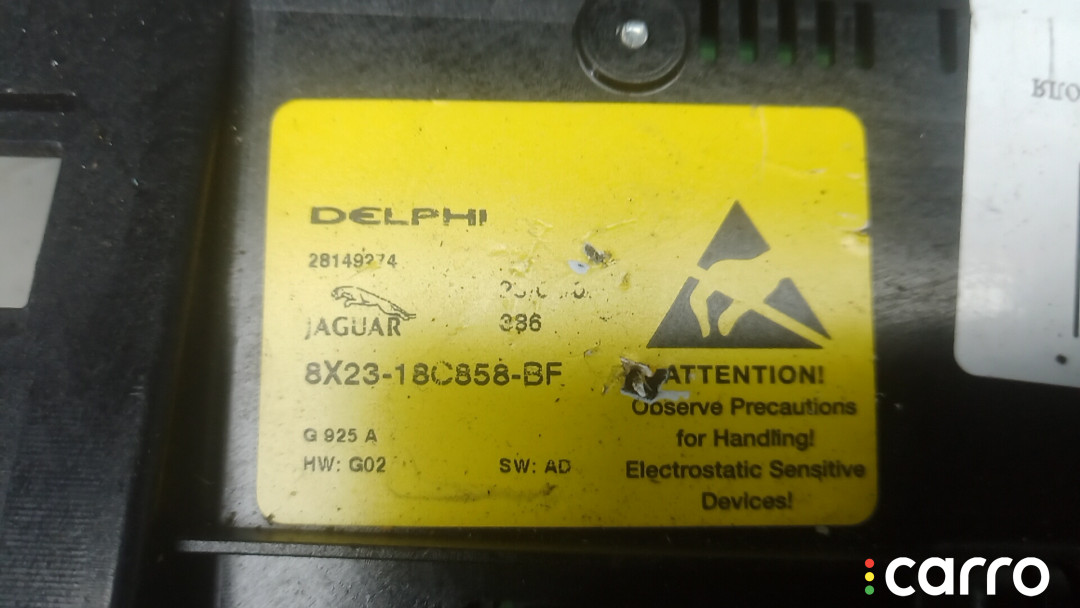 DELPHI
28149274
JAGUAR
386
8X23-18C858-BF
ATTENTION!
Observe Precautions
for Handling!
Electrostatic Sensitive
Devices!
G 925 A
HW: G02
SW: AD
carro